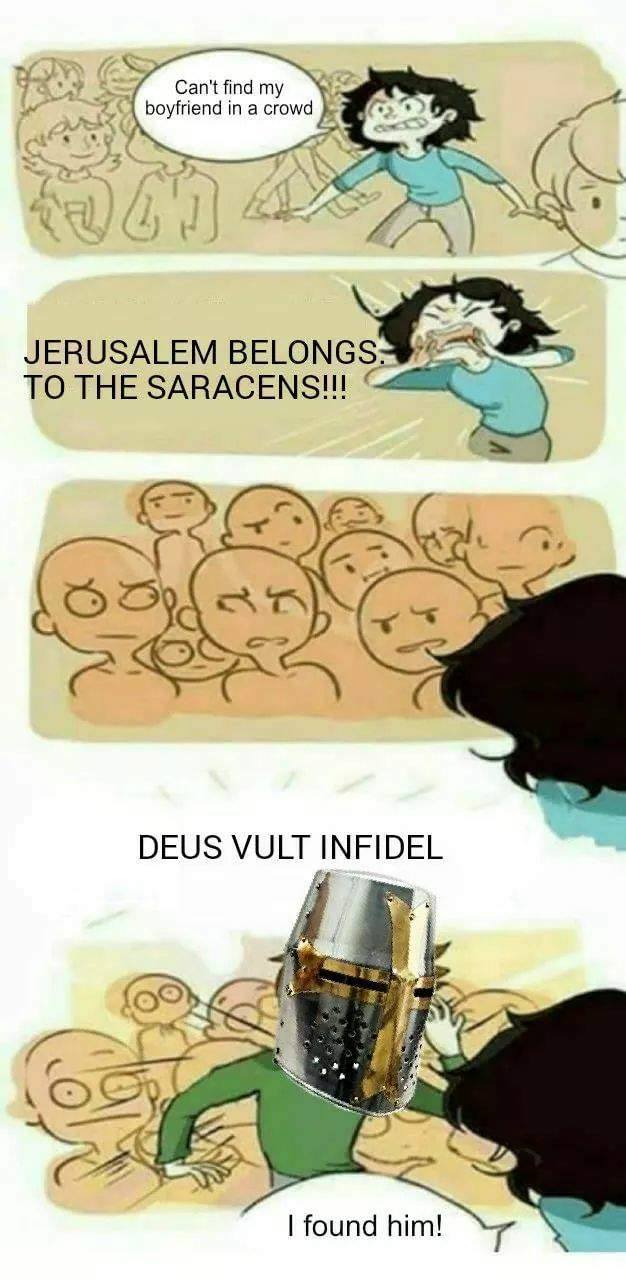 Can't find my
boyfriend in a crowd
JERUSALEM BELONGS.
TO THE SARACENS!!!
DEUS VULT INFIDEL
I found him!